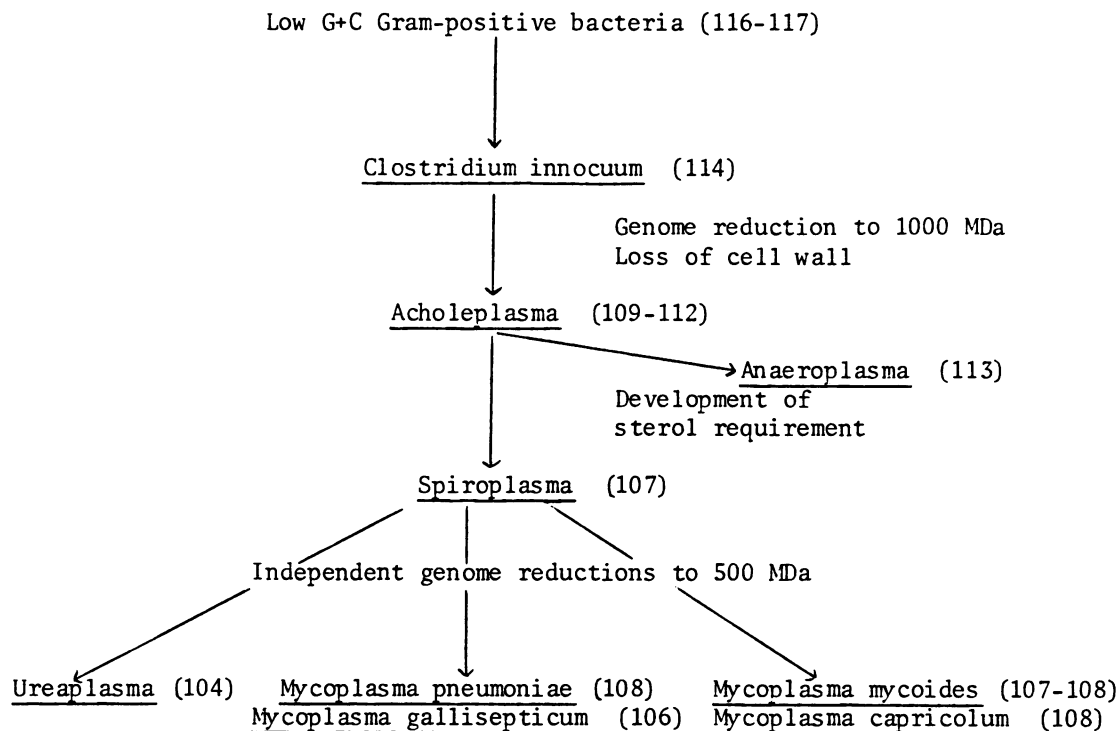 Low G+C Gram-positive bacteria (116-117)
Clostridium innocuum (114)
Genome reduction to 1000 MDa
Loss of cell wall
Acholeplasma (109-112)
Anaeroplasma (113)
Development of
sterol requirement
Spiroplasma (107)
Independent genome reductions to 500 MDa
Ureaplasma (104) Mycoplasma pneumoniae (108) Mycoplasma mycoides (107-108)
Mycoplasma gallisepticum (106) Mycoplasma capricolum (108)